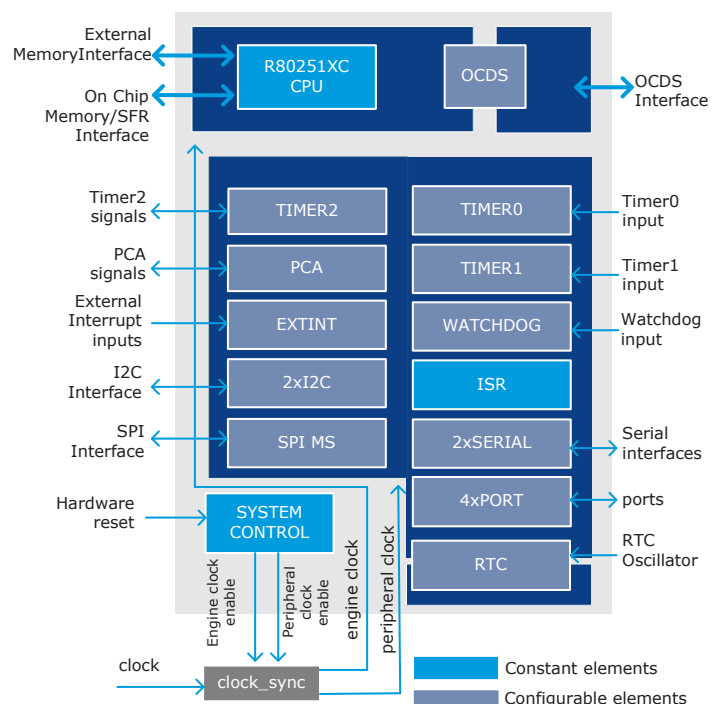 External
MemoryInterface
On Chip
Memory/SFR
Interface
R80251XC
CPU
OCDS
OCDS
Interface
Timer2
signals
TIMER2
TIMER0
Timer0
input
PCA
signals
PCA
TIMER1
Timer1
input
External
Interrupt
inputs
EXTINT
WATCHDOG
Watchdog
input
I2C
Interface
2xI2C
ISR
SPI
Interface
SPI MS
2xSERIAL
Serial
interfaces
4xPORT
ports
Hardware
reset
SYSTEM
CONTROL
RTC
RTC
Oscillator
Engine clock
enable
Peripheral
clock
enable
engine clock
peripheral clock
clock
clock_sync
Constant elements
Configurable elements